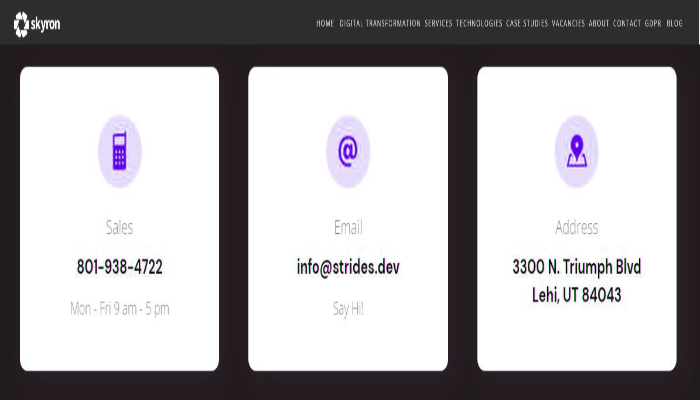 skyron
HOME DIGITAL TRANSFORMATION SERVICES TECHNOLOGIES CASE STUDIES VACANCIES ABOUT CONTACT GDPR BLOG
Sales
801-938-4722
Mon - Fri 9 am - 5 pm
@
Email
info@strides.dev
Say Hi!
Address
3300 N. Triumph Blvd
Lehi, UT 84043